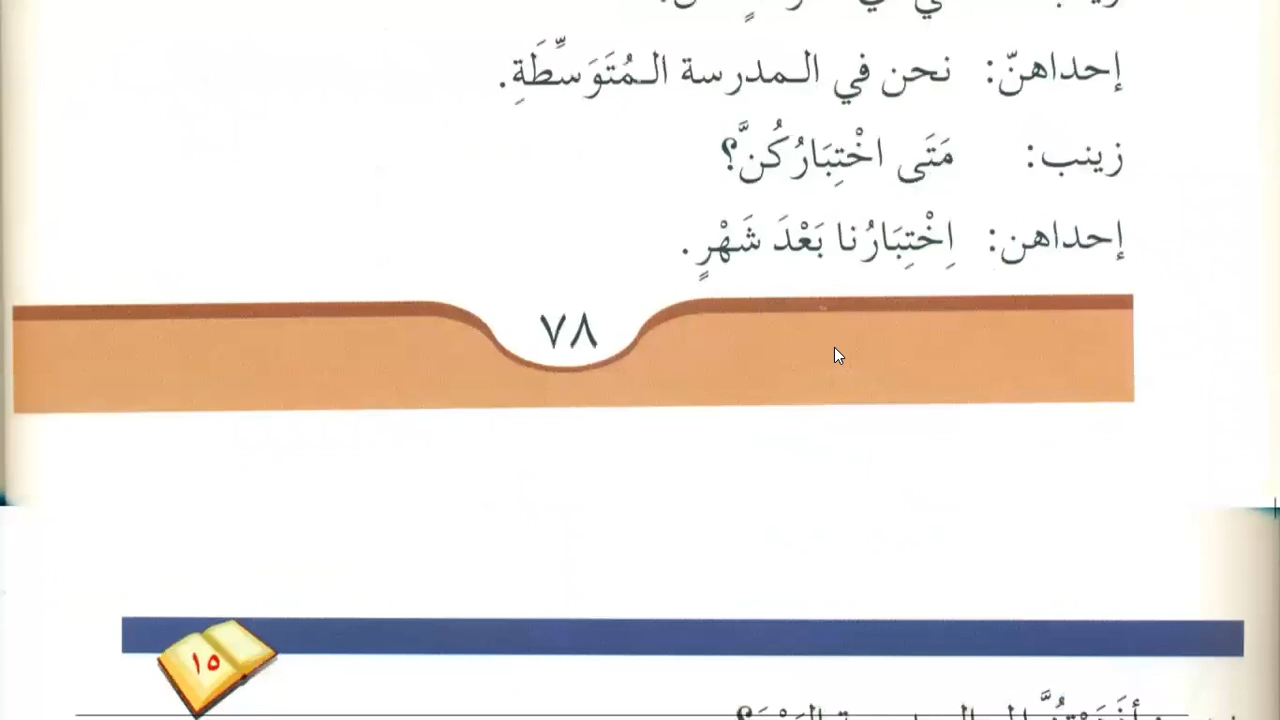 إحداهنّ: نحن في المدرسة المُتَوَسِّطَةِ.
زينب: مَتَى اخْتِبَارُكُنَّ؟
إحداهن: اِخْتِبَارُنا بَعْدَ شَهْرٍ.
٧٨
١٥